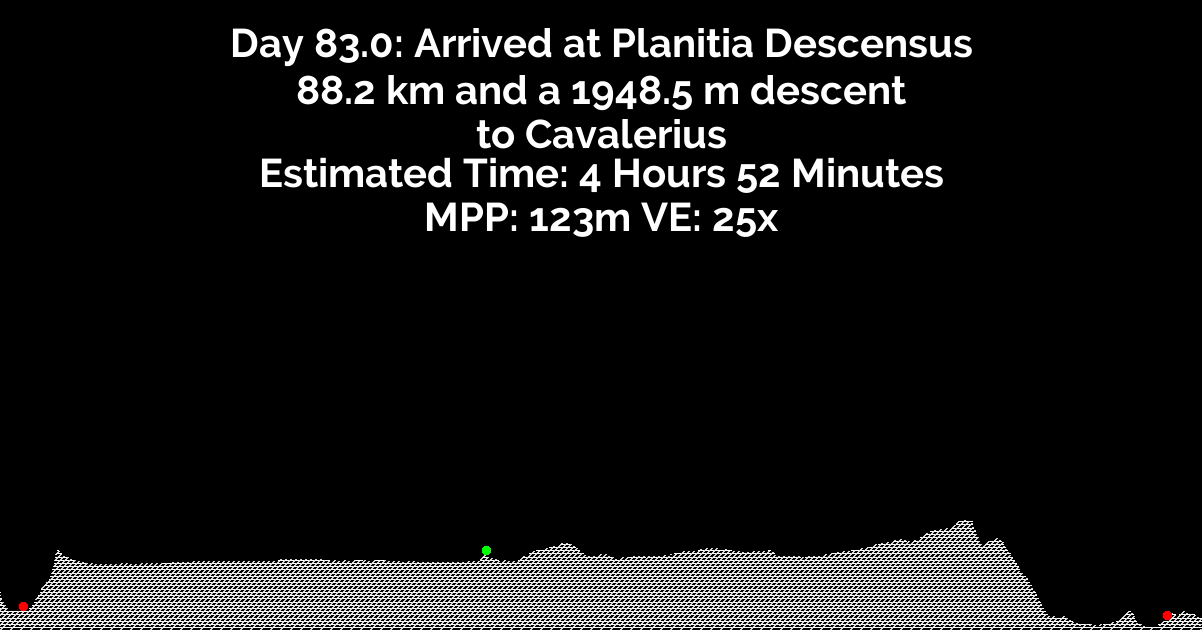 Day 83.0: Arrived at Planitia Descensus
88.2 km and a 1948.5 m descent
to Cavalerius
Estimated Time: 4 Hours 52 Minutes
MPP: 123m VE: 25x